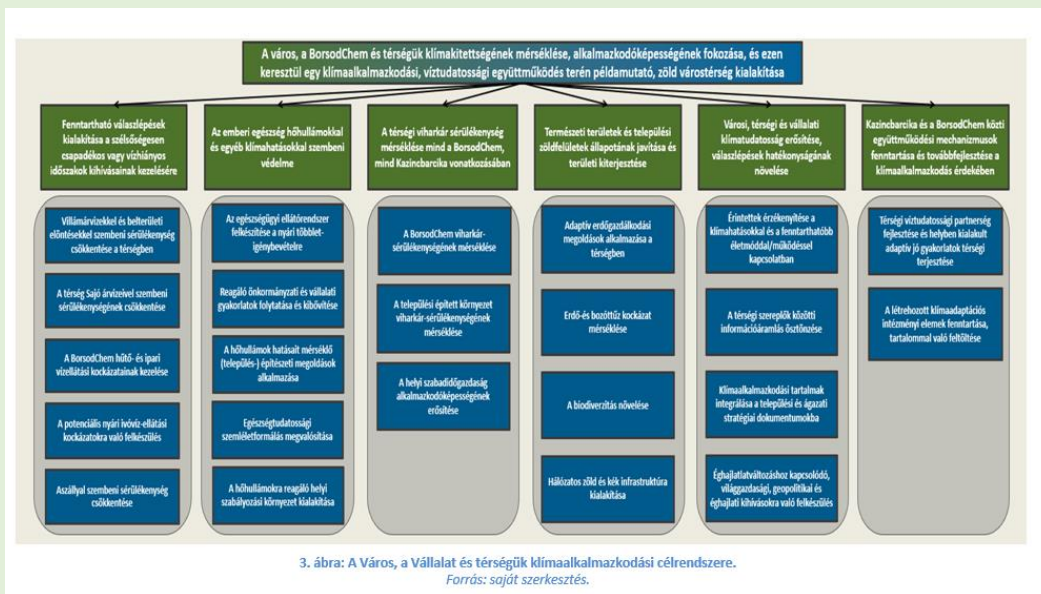 A város, a BorsodChem és térségük klímakitettségének mérséklése, alkalmazkodóképességének fokozása, és ezen
keresztül egy klímaalkalmazkodási, víztudatossági együttműködés terén példamutató, zöld várostérség kialakítása
Fenntartható válaszlépések
kialakítása a szélsőségesen
csapadékos vagy vízhiányos
időszakok kihívásainak kezelésére
Villámárvizekkel és belterületi
elöntésekkel szembeni sérülékenység
csökkentése a térségben
A térség Sajó árvizeivel szembeni
sérülékenységének csökkentése
A BorsodChem hűtő- és ipari
vízellátási kockázatainak kezelése
A potenciális nyári ivóvíz-ellátási
kockázatokra való felkészülés
Aszállyal szembeni sérülékenység
csökkentése
Az emberi egészség hőhullámokkal
és egyéb klímahatásokkal szembeni
védelme
Az egészségügyi ellátórendszer
felkészítése a nyári többlet-
igénybevételre
Reagáló önkormányzati és vállalati
gyakorlatok folytatása és kibővítése
A hőhullámok hatásait mérséklő
(település-) építészeti megoldások
alkalmazása
Egészségtudatossági
szemléletformálás megvalósítása
A hőhullámokra reagáló helyi
szabályozási környezet kialakítása
A térségi viharkár sérülékenység
mérséklése mind a BorsodChem,
mind Kazincbarcika vonatkozásában
A BorsodChem viharkár-
sérülékenységének mérséklése
A települési épített környezet
viharkár-sérülékenységének
mérséklése
A helyi szabadidőgazdaság
alkalmazkodóképességének
erősítése
Természeti területek és települési
zöldfelületek állapotának javítása és
területi kiterjesztése
Adaptív erdőgazdálkodási
megoldások alkalmazása a
térségben
Erdő-és bozóttűz kockázat
mérséklése
A biodiverzitás növelése
Hálózatos zöld és kék infrastruktúra
kialakítása
Városi, térségi és vállalati
klímatudatosság erősítése,
válaszlépések hatékonyságának
növelése
Érintettek érzékenyítése a
klímahatásokkal és a fenntarthatóbb
életmóddal/működéssel
kapcsolatban
A térségi szereplők közötti
információáramlás ösztönzése
Klímaalkalmazkodási tartalmak
integrálása a települési és ágazati
stratégiai dokumentumokba
Éghajlatlatváltozáshoz kapcsolódó,
világgazdasági, geopolitikai és
éghajlati kihívásokra való felkészülés
Kazincbarcika és a BorsodChem közti
együttműködési mechanizmusok
fenntartása és továbbfejlesztése a
klímaalkalmazkodás érdekében
Térségi víztudatossági partnerség
fejlesztése és helyben kialakult
adaptív jó gyakorlatok térségi
terjesztése
A létrehozott klímaadaptációs
intézményi elemek fenntartása,
tartalommal való feltöltése
3. ábra: A Város, a Vállalat és térségük klímaalkalmazkodási célrendszere.
Forrás: saját szerkesztés.